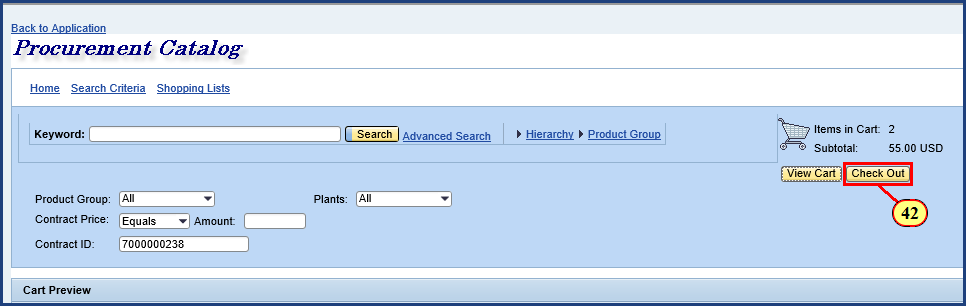 Back to Application
Procurement Catalog
Home Search Criteria Shopping Lists
Keyword: Search Advanced Search Hierarchy Product Group
Items in Cart: 2
Subtotal: 55.00 USD
View Cart Check Out
42
Product Group: All Plants: All
Contract Price: Equals Amount:
Contract ID: 7000000238
Cart Preview